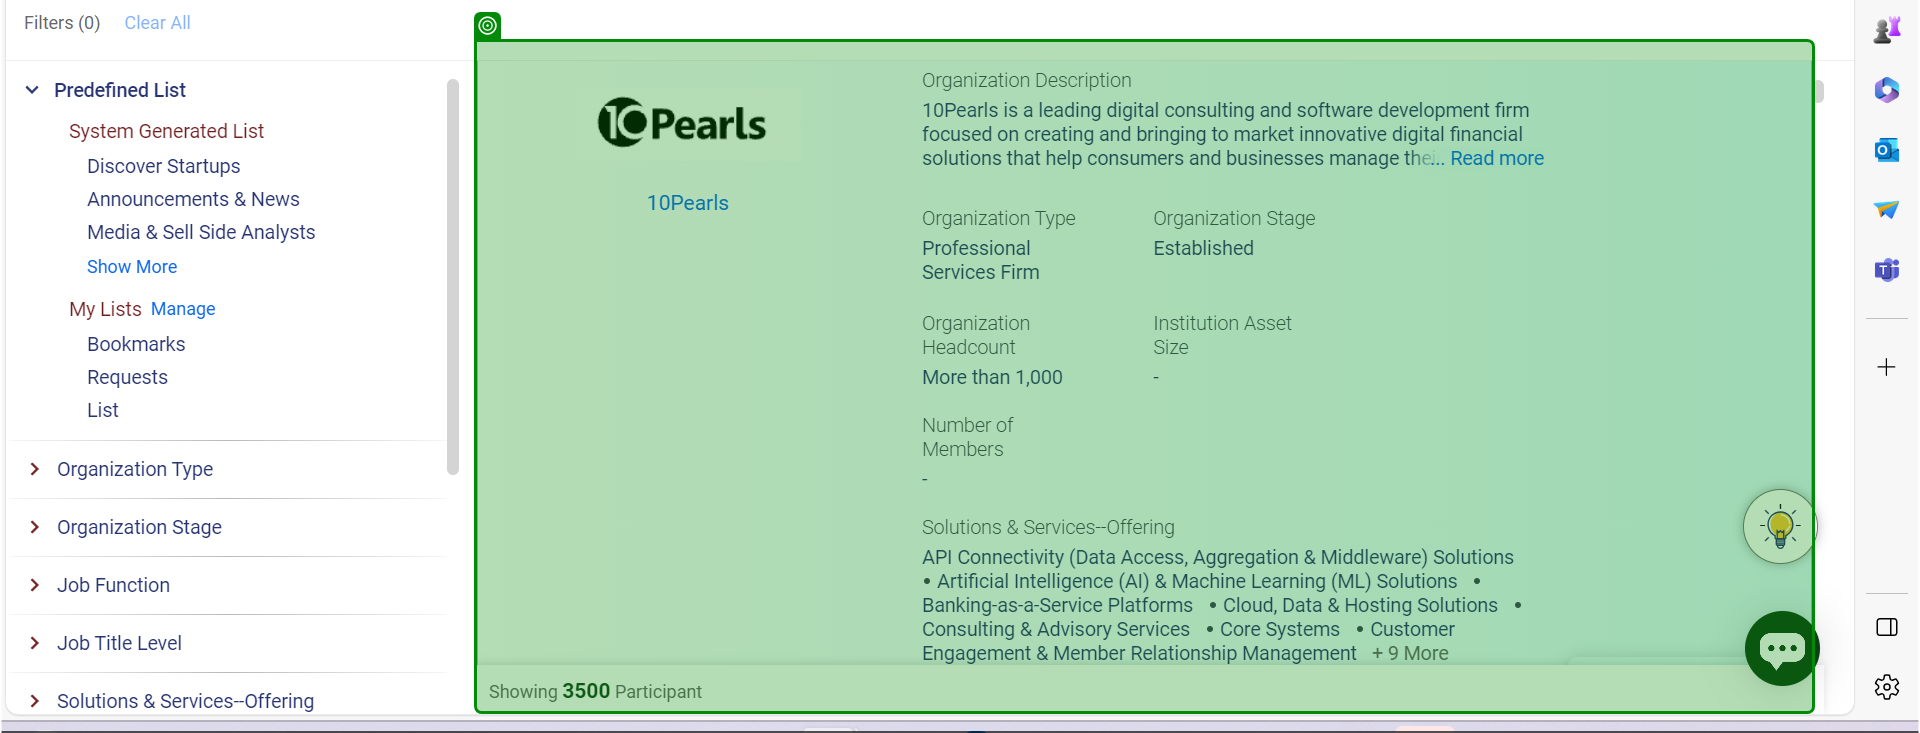 Filters (0) Clear All
Predefined List
System Generated List
Discover Startups
Announcements & News
Media & Sell Side Analysts
Show More
My Lists Manage
Bookmarks
Requests
List
Organization Type
Organization Stage
Job Function
Job Title Level
Solutions & Services--Offering
10Pearls
10Pearls
Organization Description
10Pearls is a leading digital consulting and software development firm
focused on creating and bringing to market innovative digital financial
solutions that help consumers and businesses manage thei... Read more
Organization Type Organization Stage
Professional Established
Services Firm
Organization Institution Asset
Headcount Size
More than 1,000 -
Number of
Members
-
Solutions & Services--Offering
API Connectivity (Data Access, Aggregation & Middleware) Solutions
• Artificial Intelligence (AI) & Machine Learning (ML) Solutions •
Banking-as-a-Service Platforms • Cloud, Data & Hosting Solutions •
Consulting & Advisory Services • Core Systems • Customer
Engagement & Member Relationship Management + 9 More
Showing 3500 Participant